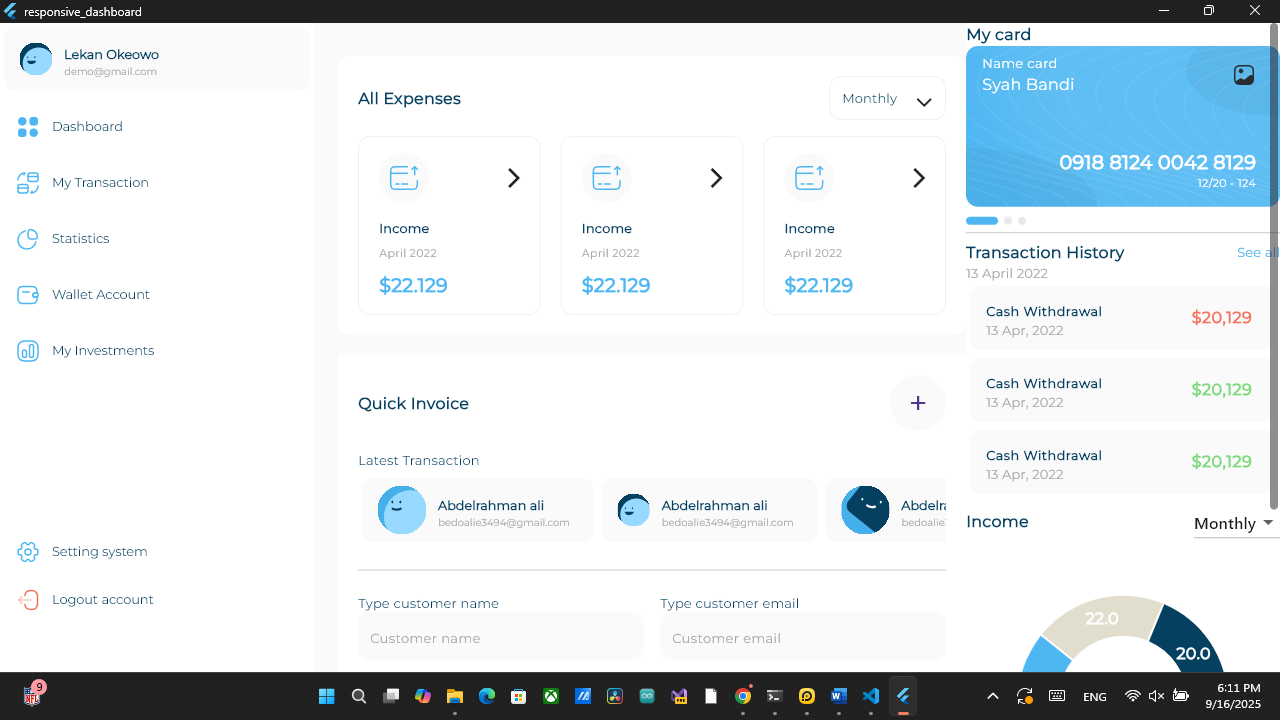 responsive_dashboard
Lekan Okeowo
demo@gmail.com
Dashboard
My Transaction
Statistics
Wallet Account
My Investments
Setting system
Logout account
All Expenses
Monthly
Income
April 2022
$22.129
Income
April 2022
$22.129
Income
April 2022
$22.129
Quick Invoice
Latest Transaction
Abdelrahman ali
bedoalie3494@gmail.com
Abdelrahman ali
bedoalie3494@gmail.com
Abdelra
bedoalie3
Type customer name
Customer name
Type customer email
Customer email
My card
Name card
Syah Bandi
0918 8124 0042 8129
12/20 - 124
Transaction History
See all
13 April 2022
Cash Withdrawal
13 Apr, 2022
$20,129
Cash Withdrawal
13 Apr, 2022
$20,129
Cash Withdrawal
13 Apr, 2022
$20,129
Income
Monthly
22.0
20.0
9
NFL
PRE
ENG
6:11 PM
9/16/2025